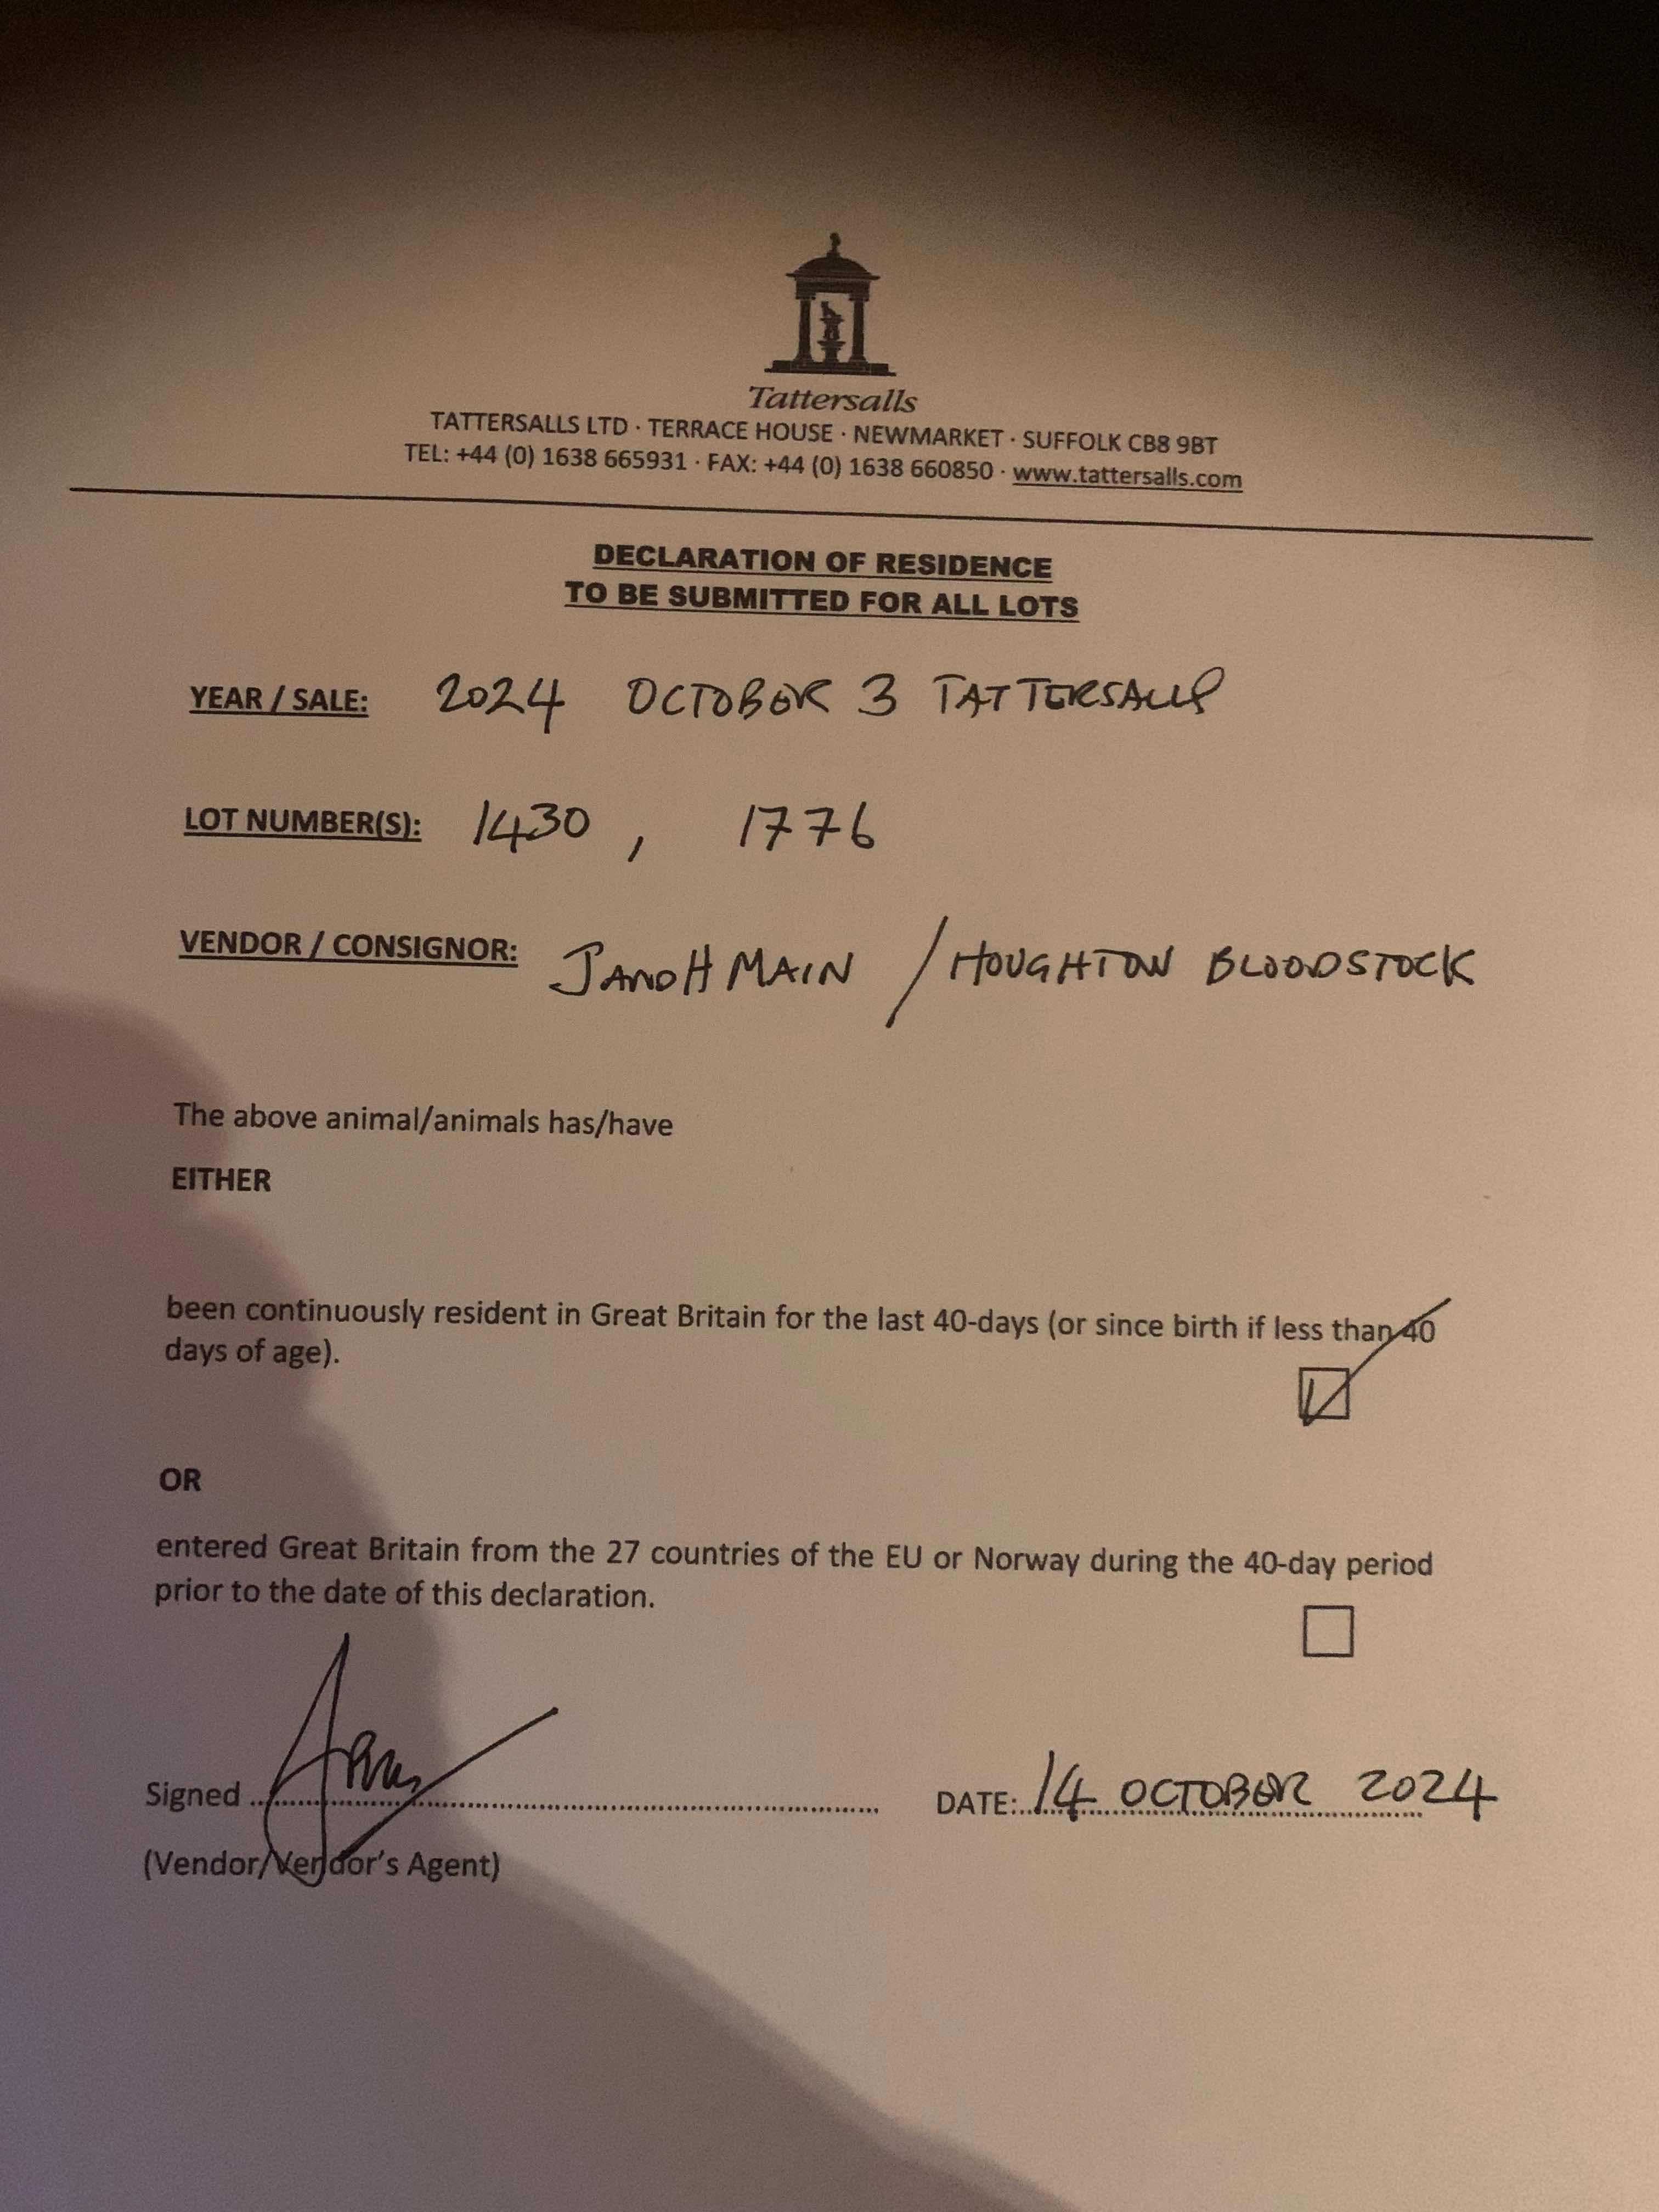 Tattersalls
TATTERSALLS LTD · TERRACE HOUSE · NEWMARKET · SUFFOLK CB8 9BT
TEL: +44 (0) 1638 665931 · FAX: +44 (0) 1638 660850 · www.tattersalls.com
DECLARATION OF RESIDENCE
TO BE SUBMITTED FOR ALL LOTS
YEAR / SALE: 2024 OCTOBER 3 TATTERSALLS
LOT NUMBER(S): 1430 , 1776
VENDOR / CONSIGNOR: MAIN / HOUGHTON BLOODSTOCK
The above animal/animals has/have
EITHER
been continuously resident in Great Britain for the last 40-days (or since birth if less than 40
days of age).
OR
entered Great Britain from the 27 countries of the EU or Norway during the 40-day period
prior to the date of this declaration.
Signed DATE: 14 OCTOBER 2024
(Vendor/Vendor's Agent)